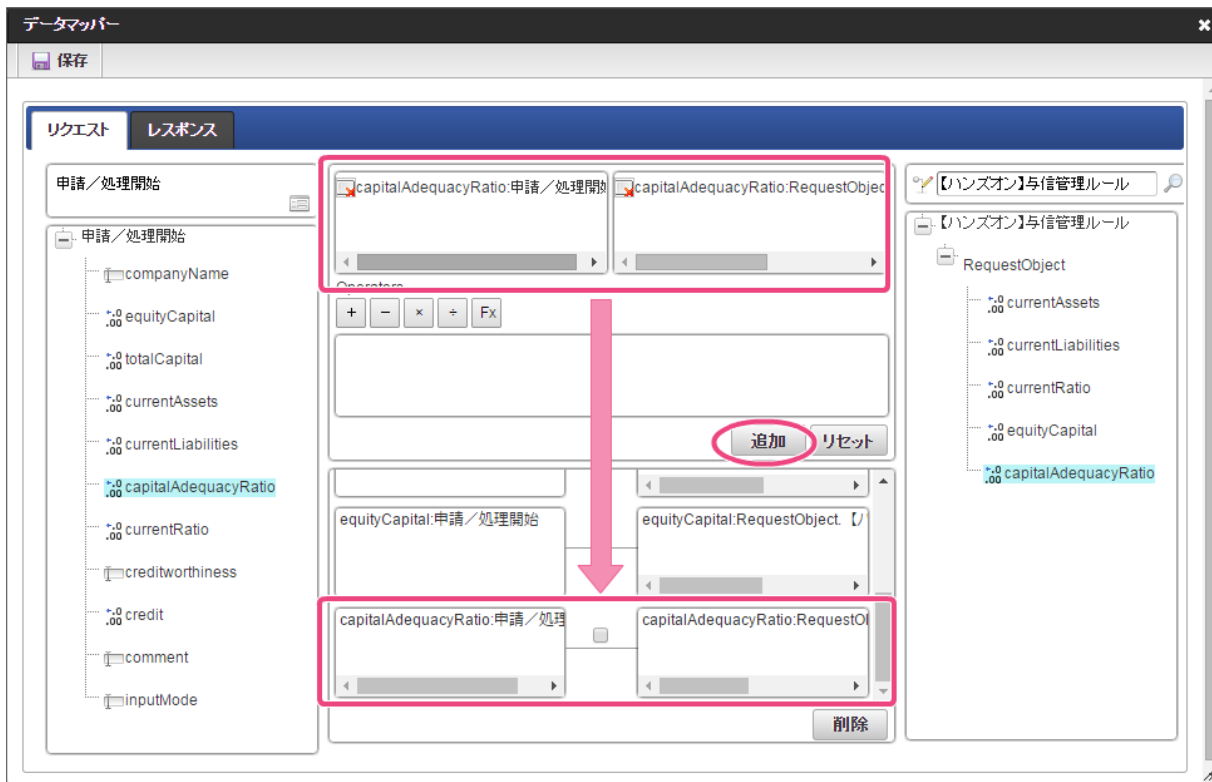 データマッパー
保存
リクエスト レスポンス
申請／処理開始
申請／処理開始
companyName
equityCapital
totalCapital
currentAssets
currentLiabilities
capitalAdequacyRatio
currentRatio
creditworthiness
credit
comment
inputMode
capitalAdequacyRatio:申請／処理開始 capitalAdequacyRatio:RequestObjec
Operators
+ − × ÷ Fx
追加 リセット
equityCapital:申請／処理開始 equityCapital:RequestObject.【ハ
capitalAdequacyRatio:申請／処理 capitalAdequacyRatio:RequestOb
削除
【ハンズオン】与信管理ルール
【ハンズオン】与信管理ルール
RequestObject
currentAssets
currentLiabilities
currentRatio
equityCapital
capitalAdequacyRatio